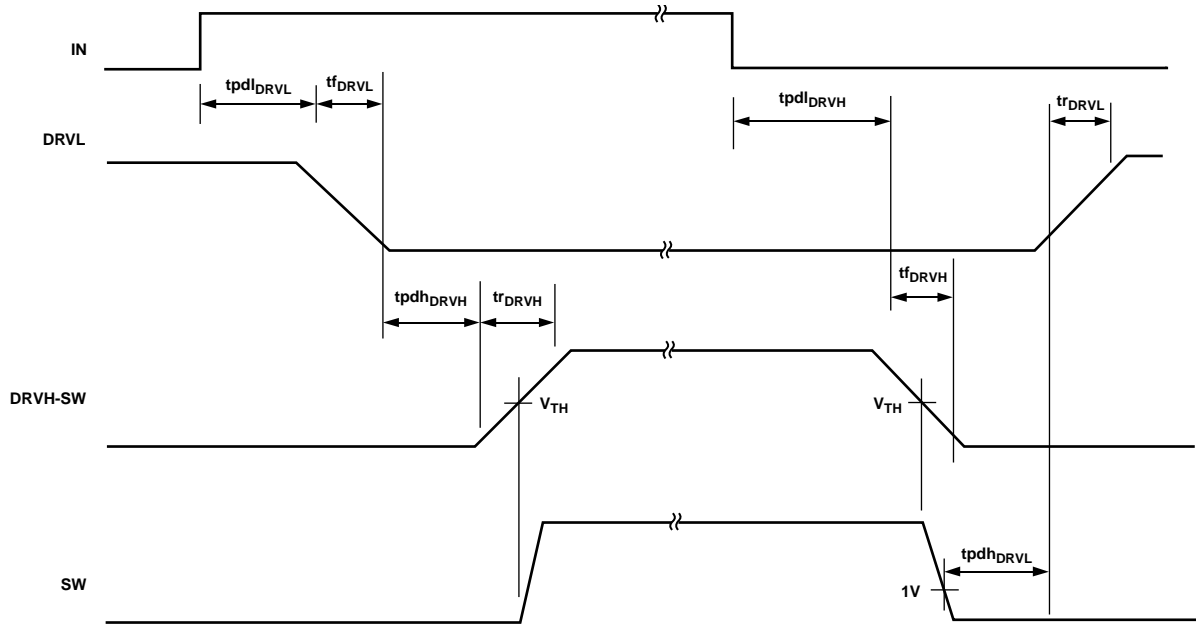 IN
tpdlDRVL
tfDRVL
tpdlDRVH
trDRVL
DRVL
tfDRVH
tpdhDRVH
trDRVH
DRVH-SW
VTH
VTH
tpdhDRVL
SW
1V